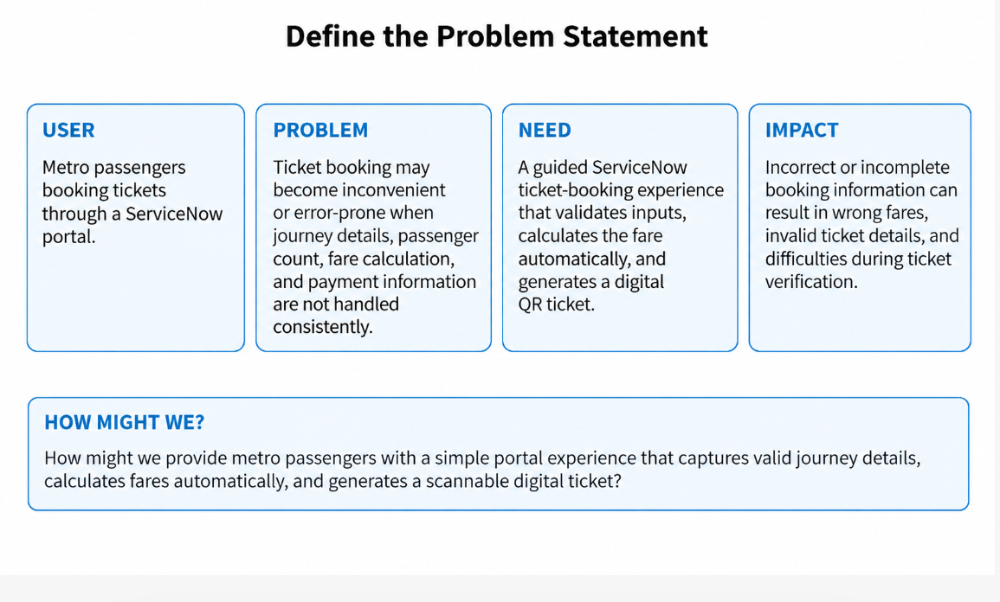 Define the Problem Statement
USER
Metro passengers
booking tickets
through a ServiceNow
portal.
PROBLEM
Ticket booking may
become inconvenient
or error-prone when
journey details, passenger
count, fare calculation,
and payment information
are not handled
consistently.
NEED
A guided ServiceNow
ticket-booking experience
that validates inputs,
calculates the fare
automatically, and
generates a digital
QR ticket.
IMPACT
Incorrect or incomplete
booking information can
result in wrong fares,
invalid ticket details, and
difficulties during ticket
verification.
HOW MIGHT WE?
How might we provide metro passengers with a simple portal experience that captures valid journey details,
calculates fares automatically, and generates a scannable digital ticket?